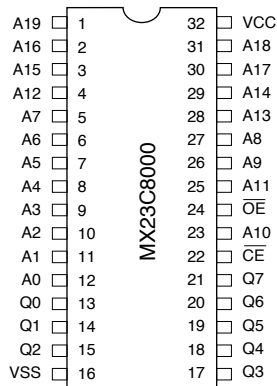 A19 1 32 VCC
A16 2 31 A18
A15 3 30 A17
A12 4 29 A14
A7 5 28 A13
A6 6 27 A8
A5 7 26 A9
A4 8 25 A11
A3 9 24 O̅E̅
A2 10 23 A10
A1 11 22 C̅E̅
A0 12 21 Q7
Q0 13 20 Q6
Q1 14 19 Q5
Q2 15 18 Q4
VSS 16 17 Q3
MX23C8000